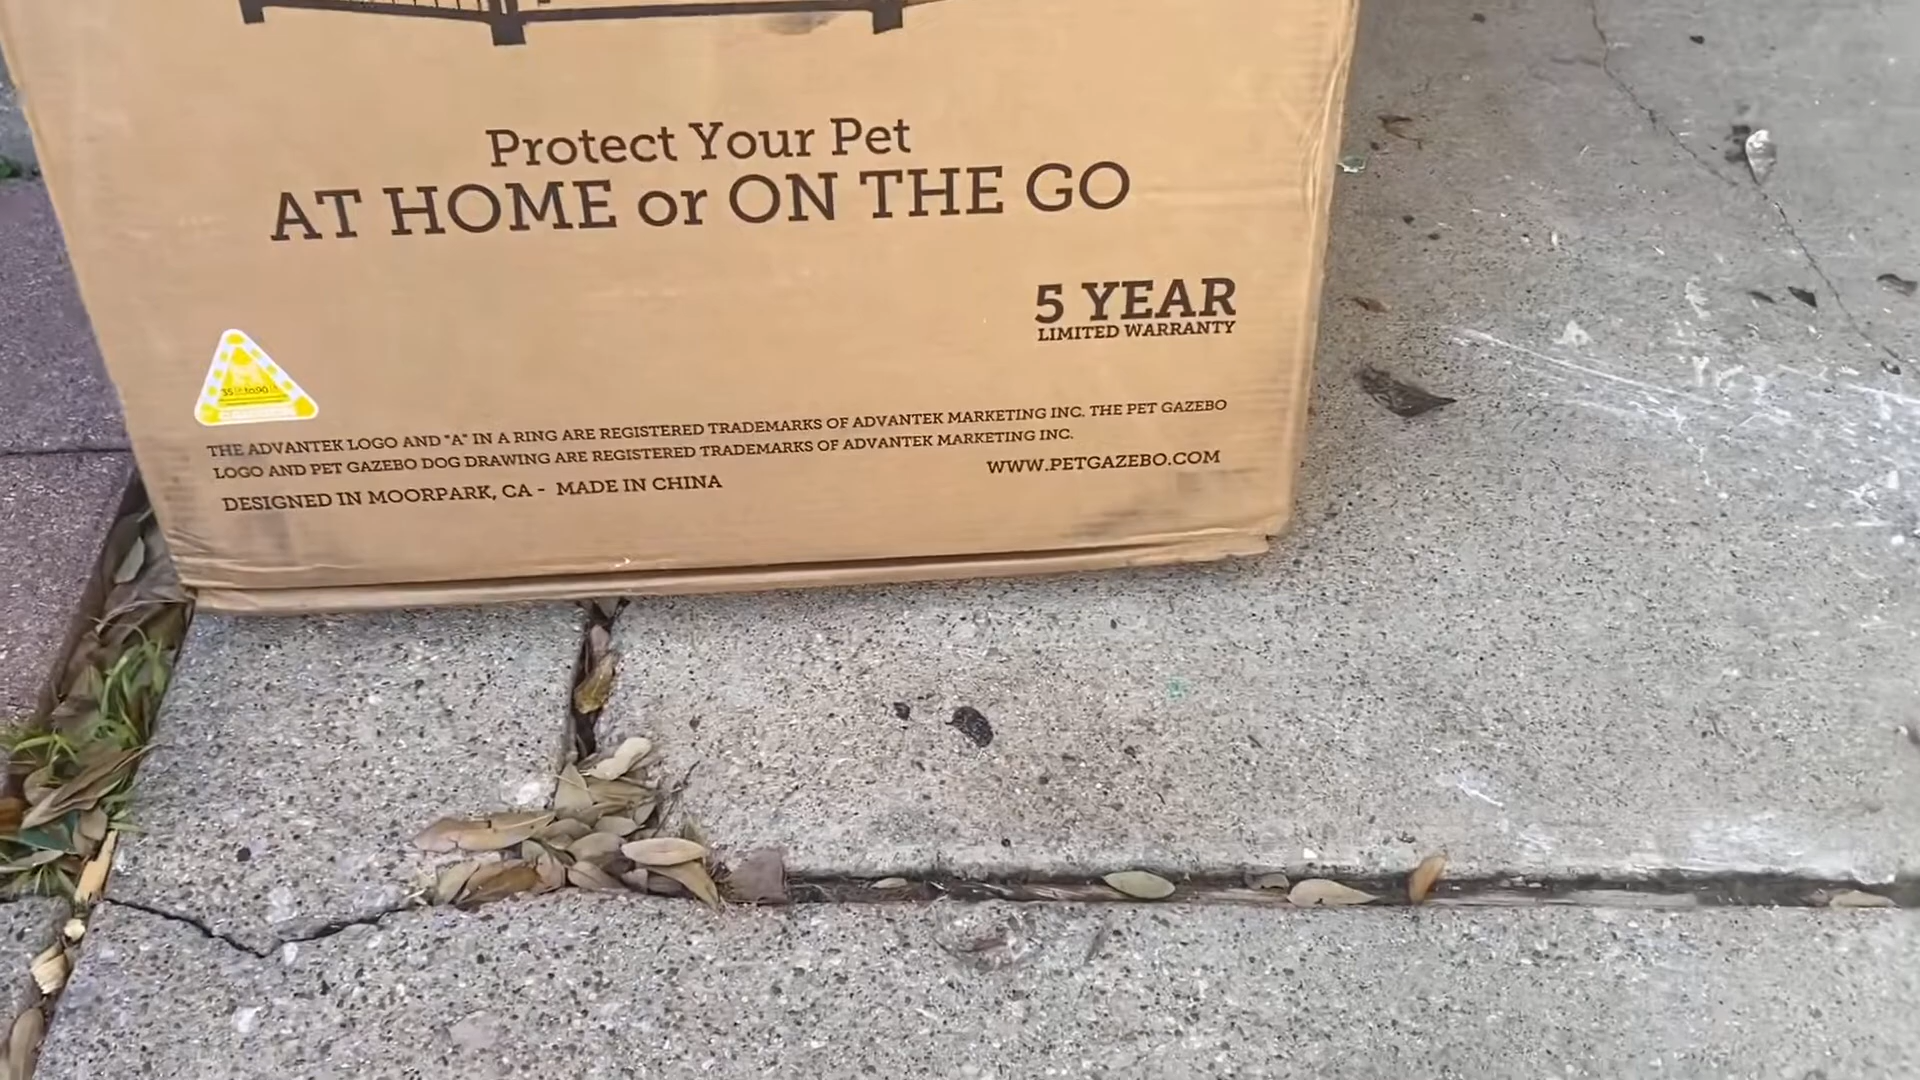 Protect Your Pet
AT HOME or ON THE GO
5 YEAR
LIMITED WARRANTY
THE ADVANTEK LOGO AND "A" IN A RING ARE REGISTERED TRADEMARKS OF ADVANTEK MARKETING INC. THE PET GAZEBO
LOGO AND PET GAZEBO DOG DRAWING ARE REGISTERED TRADEMARKS OF ADVANTEK MARKETING INC.
WWW.PETGAZEBO.COM
DESIGNED IN MOORPARK, CA - MADE IN CHINA